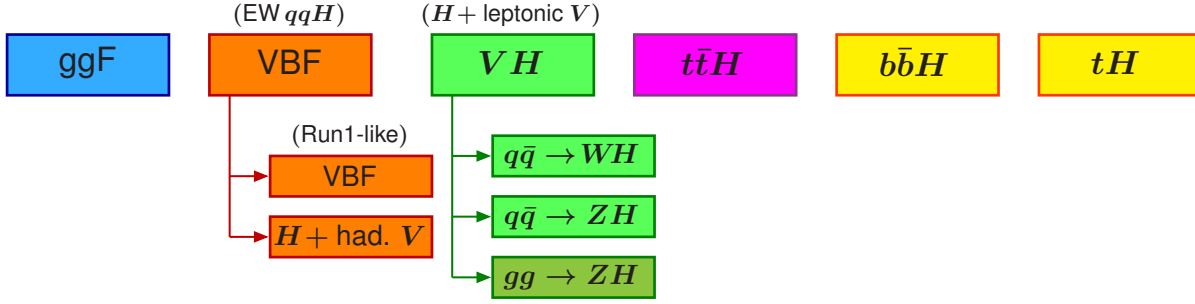 (EW qqH) (H+ leptonic V)
ggF VBF VH tt̄H bb̄H tH
(Run1-like)
VBF
H+ had. V
qq̄ → WH
qq̄ → ZH
gg → ZH